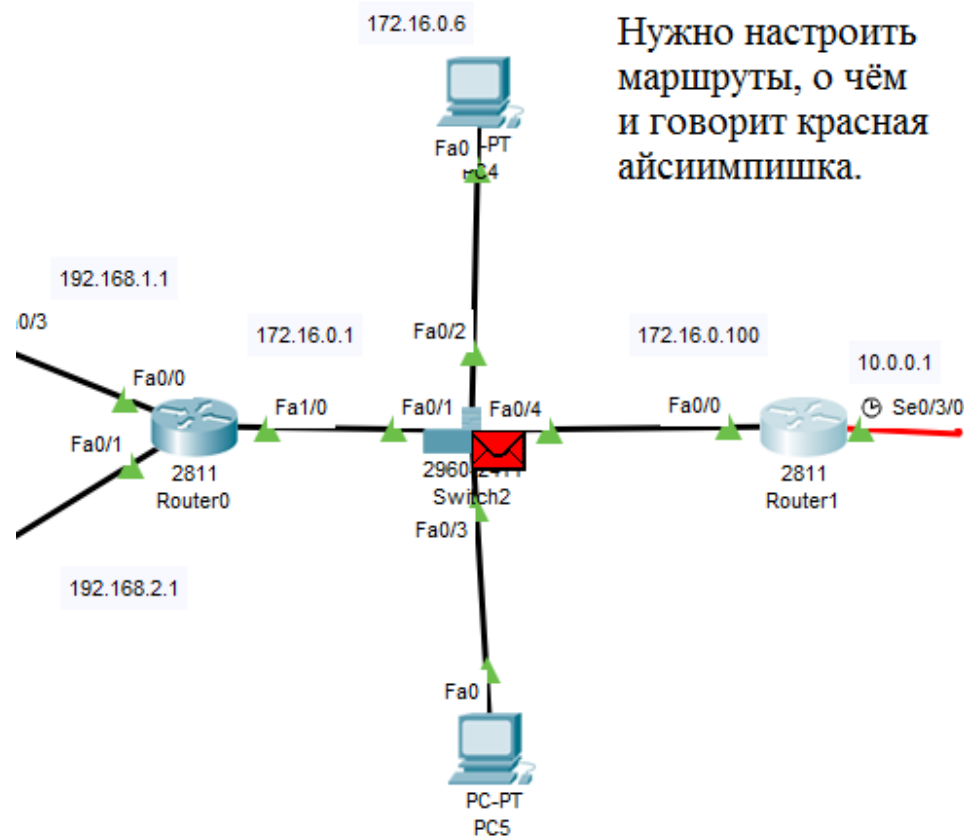 172.16.0.6
Нужно настроить
маршруты, о чём
и говорит красная
айсиимпишка.
Fa0
-PT
PC4
192.168.1.1
0/3
172.16.0.1
Fa0/2
172.16.0.100
10.0.0.1
Fa0/0
Fa1/0
Fa0/1
Fa0/4
Fa0/0
Se0/3/0
Fa0/1
2811
Router0
2960-24TT
Switch2
2811
Router1
Fa0/3
192.168.2.1
Fa0
PC-PT
PC5